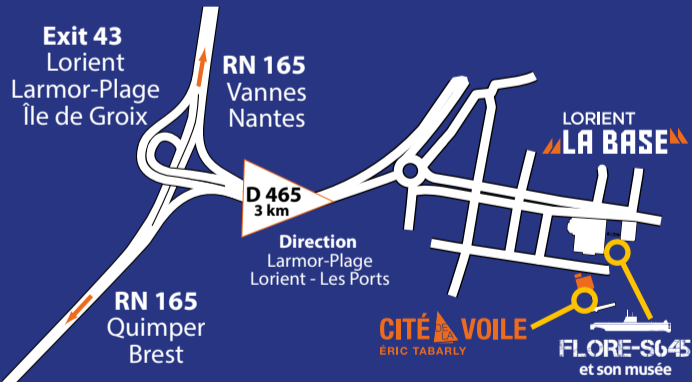 Exit 43
Lorient
Larmor-Plage
Île de Groix
RN 165
Vannes
Nantes
LORIENT
LA BASE
D 465
3 km
Direction
Larmor-Plage
Lorient - Les Ports
RN 165
Quimper
Brest
CITÉ DE LA VOILE
ÉRIC TABARLY
FLORE-S645
et son musée